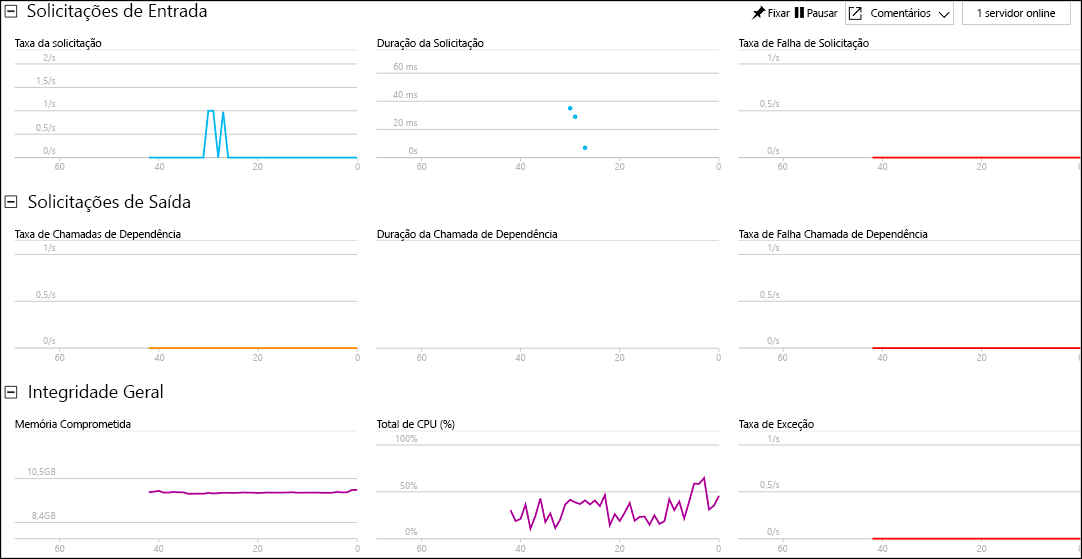 Solicitações de Entrada
Fixar Pausar Comentários 1 servidor online
Taxa da solicitação
2/s
1,5/s
1/s
0,5/s
0/s
60 40 20 0
Duração da Solicitação
60 ms
40 ms
20 ms
0s
60 40 20 0
Taxa de Falha de Solicitação
1/s
0,5/s
0/s
60 40 20
Solicitações de Saída
Taxa de Chamadas de Dependência
1/s
0,5/s
0/s
60 40 20 0
Duração da Chamada de Dependência
60 40 20 0
Taxa de Falha Chamada de Dependência
1/s
0,5/s
0/s
60 40 20
Integridade Geral
Memória Comprometida
10,5GB
8,4GB
60 40 20 0
Total de CPU (%)
100%
50%
0%
60 40 20 0
Taxa de Exceção
1/s
0,5/s
0/s
60 40 20